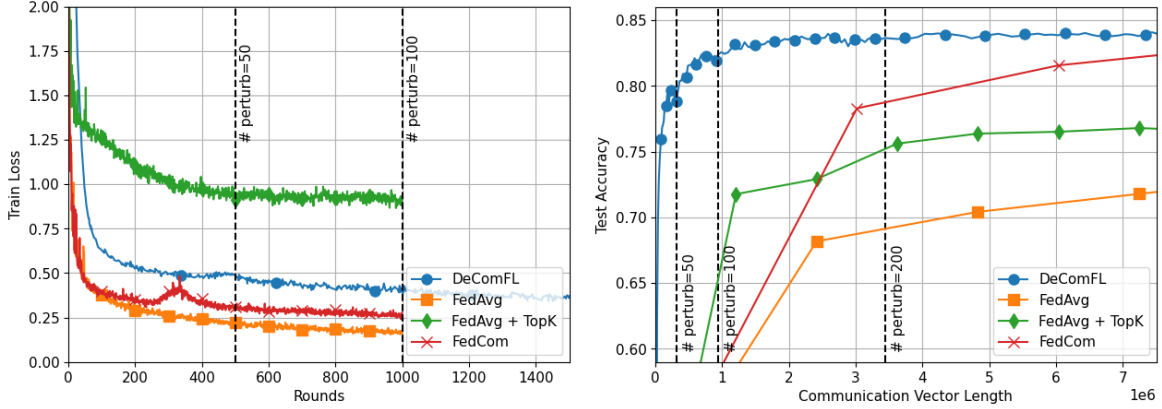 2.00
1.75
1.50
1.25
1.00
0.75
0.50
0.25
0.00
Train Loss
# perturb=50
# perturb=100
DeComFL
FedAvg
FedAvg + TopK
FedCom
0 200 400 600 800 1000 1200 1400
Rounds
0.85
0.80
0.75
0.70
0.65
0.60
Test Accuracy
# perturb=50
# perturb=100
# perturb=200
DeComFL
FedAvg
FedAvg + TopK
FedCom
0 1 2 3 4 5 6 7
1e6
Communication Vector Length